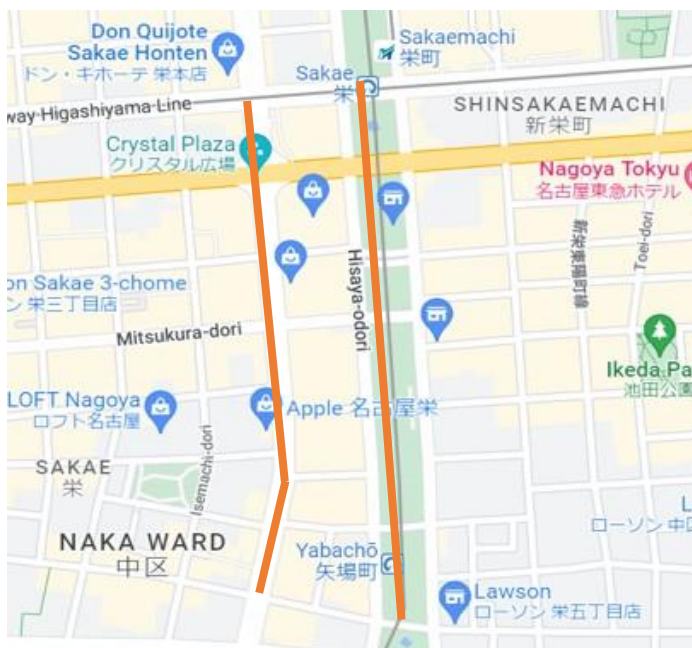 Don Quijote
Sakae Honten
ドン・キホーテ 栄本店
Sakaemachi
栄町
Sakae
栄
way Higashiyama Line
SHINSAKAEMACHI
新栄町
Crystal Plaza
クリスタル広場
Nagoya Tokyu
名古屋東急ホテル
新栄東陽町線
Toei-dori
Hisaya-odori
on Sakae 3-chome
ン 栄三丁目店
Mitsukura-dori
Ikeda Pa
池田公園
LOFT Nagoya
ロフト名古屋
Apple 名古屋栄
Isemachi-dori
SAKAE
栄
L
ローソン 中区
NAKA WARD
中区
Yabachō
矢場町
Lawson
ローソン 栄五丁目店